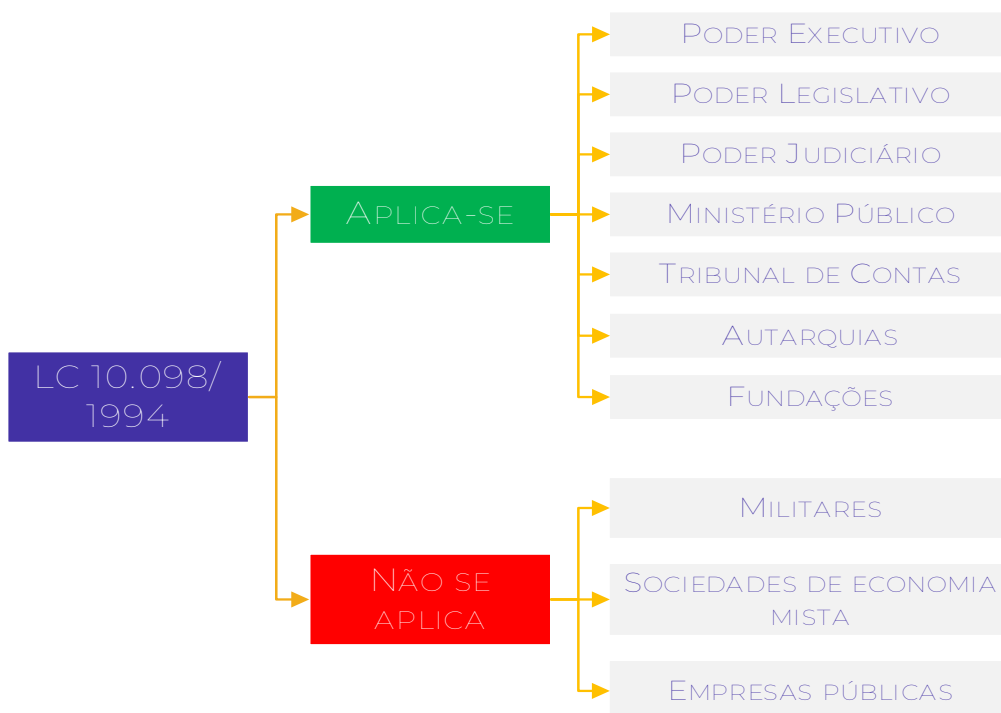 LC 10.098/
1994
Aplica-se
Poder Executivo
Poder Legislativo
Poder Judiciário
Ministério Público
Tribunal de Contas
Autarquias
Fundações
Não se
aplica
Militares
Sociedades de economia
mista
Empresas públicas